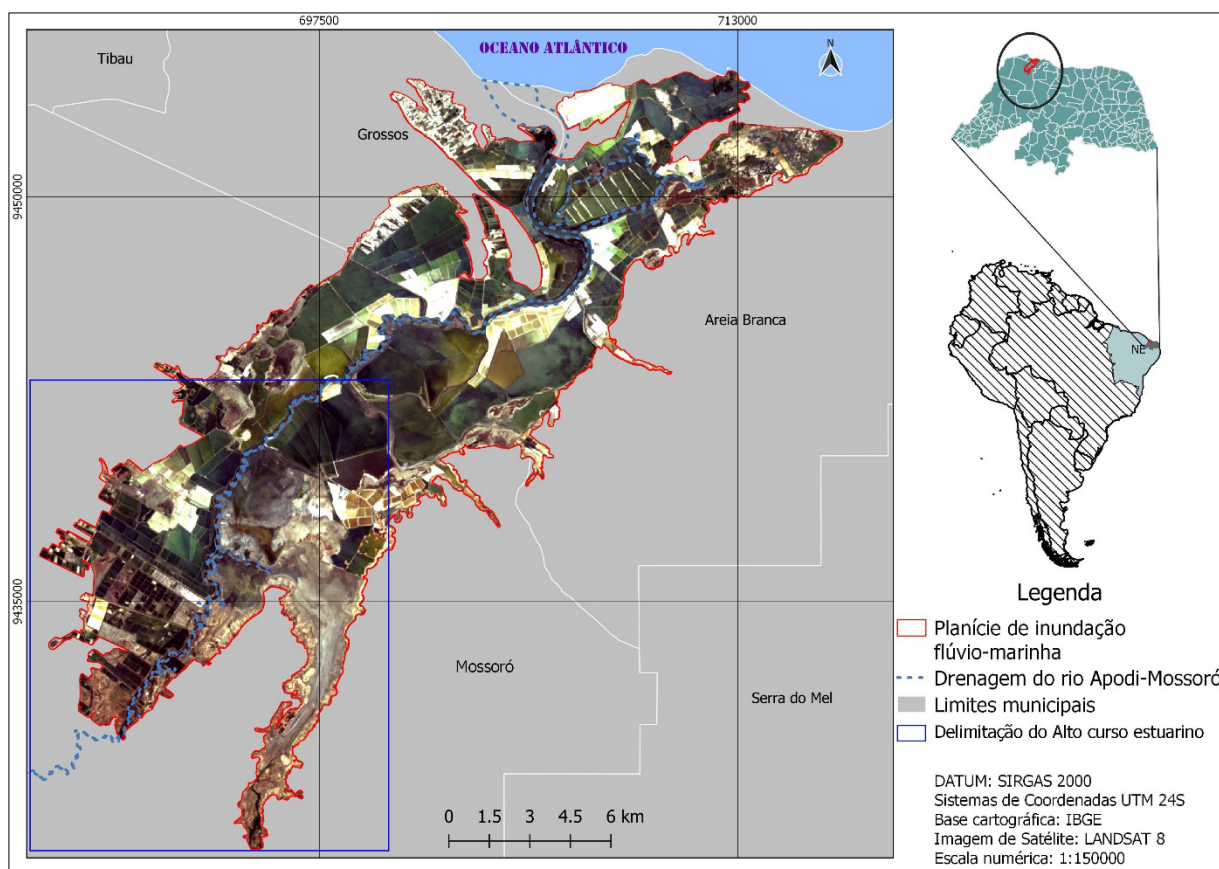 697500
713000
OCEANO ATLÂNTICO
N
Tibau
Grossos
9450000
Areia Branca
9435000
Mossoró
Serra do Mel
0 1.5 3 4.5 6 km
NE
Legenda
Planície de inundação
flúvio-marinha
Drenagem do rio Apodi-Mossoró
Limites municipais
Delimitação do Alto curso estuarino
DATUM: SIRGAS 2000
Sistemas de Coordenadas UTM 24S
Base cartográfica: IBGE
Imagem de Satélite: LANDSAT 8
Escala numérica: 1:150000